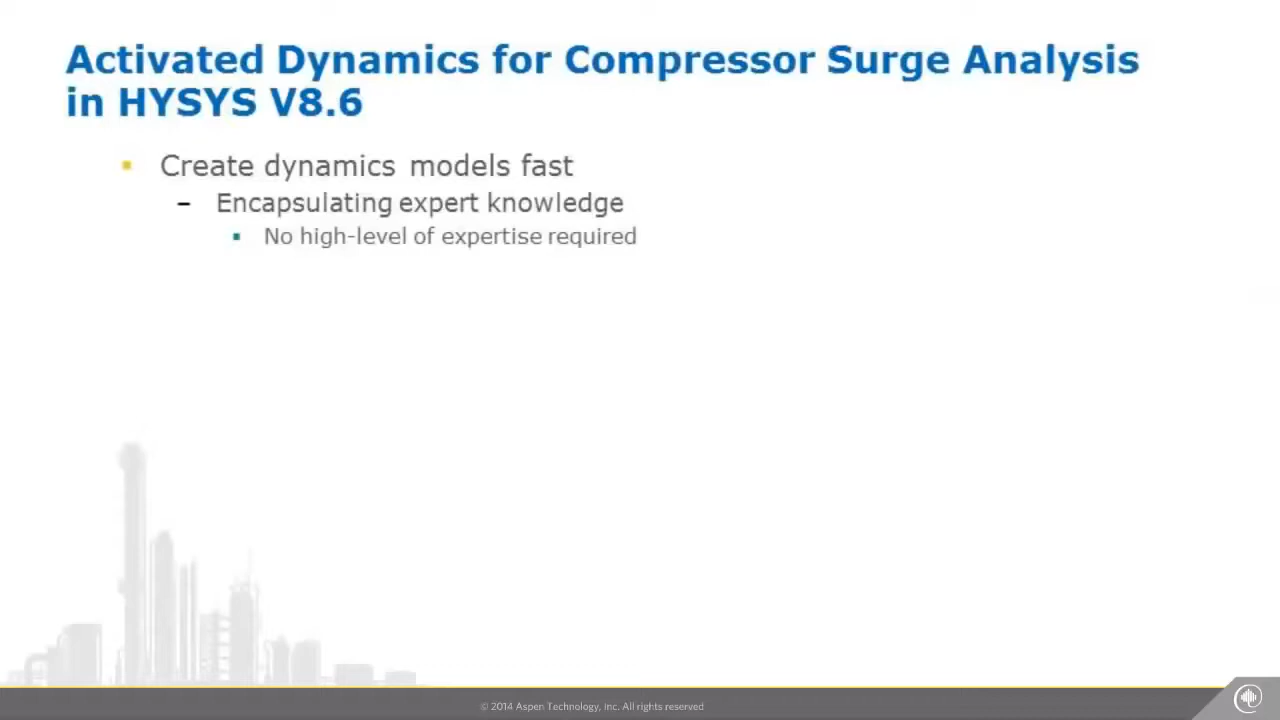 Activated Dynamics for Compressor Surge Analysis
in HYSYS V8.6
Create dynamics models fast
– Encapsulating expert knowledge
No high-level of expertise required
© 2014 Aspen Technology, Inc. All rights reserved